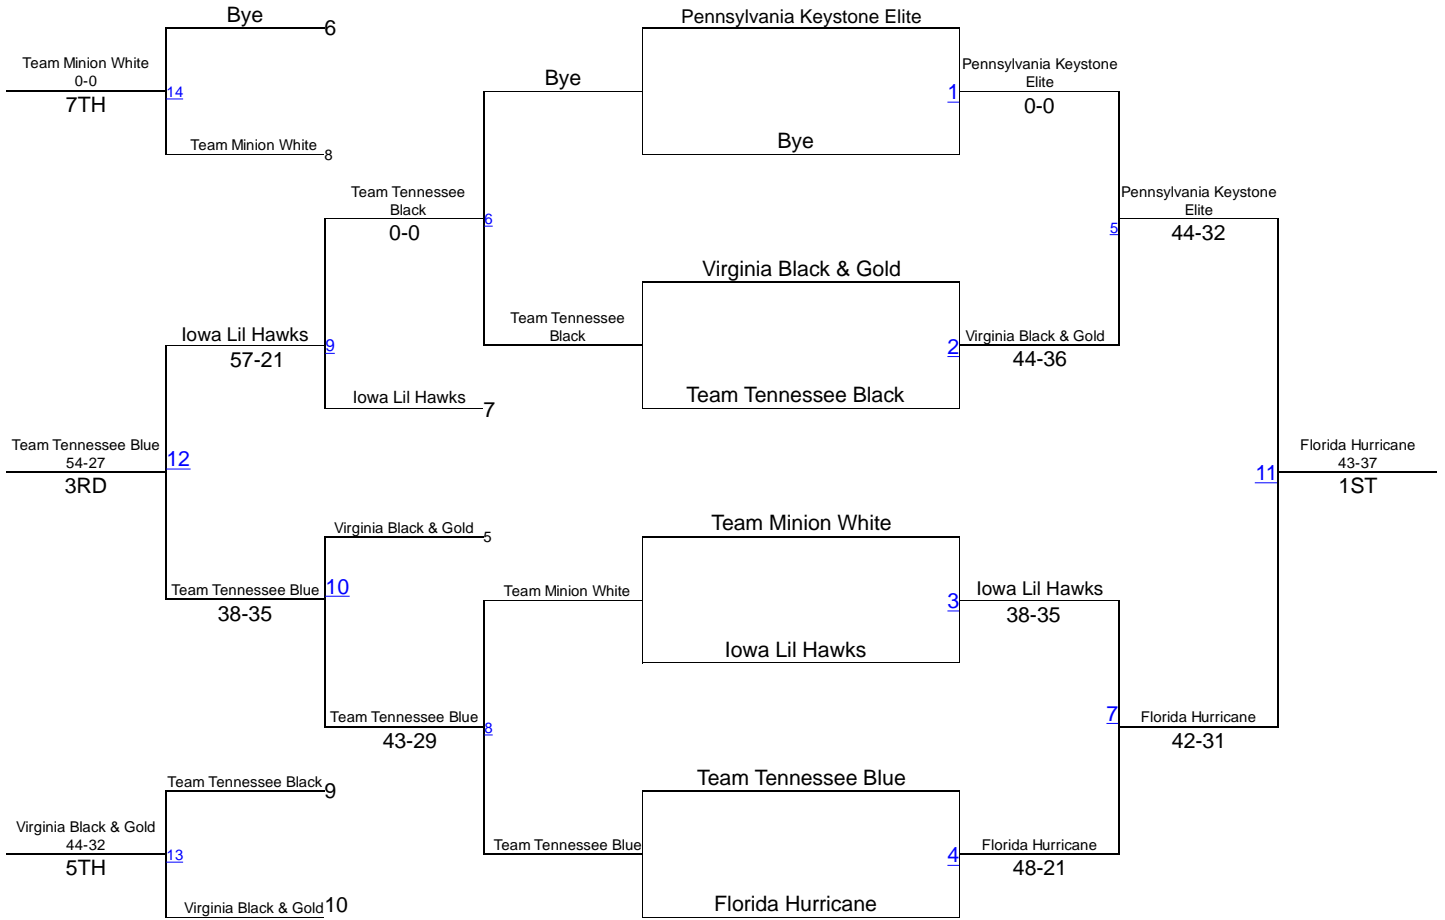 Bye
6
Team Minion White
0-0
7TH
14
Team Minion White
8
Pennsylvania Keystone Elite
Bye
1
Pennsylvania Keystone
Elite
0-0
Bye
Team Tennessee
Black
0-0
6
Pennsylvania Keystone
Elite
44-32
5
Virginia Black & Gold
Team Tennessee
Black
2
Virginia Black & Gold
44-36
Team Tennessee Black
Iowa Lil Hawks
57-21
9
Iowa Lil Hawks
7
Team Tennessee Blue
54-27
3RD
12
11
Florida Hurricane
43-37
1ST
Virginia Black & Gold
5
Team Tennessee Blue
38-35
10
Team Minion White
Team Minion White
3
Iowa Lil Hawks
38-35
Iowa Lil Hawks
Team Tennessee Blue
43-29
8
7
Florida Hurricane
42-31
Team Tennessee Blue
Team Tennessee Blue
4
Florida Hurricane
48-21
Florida Hurricane
Team Tennessee Black
9
Virginia Black & Gold
44-32
5TH
13
Virginia Black & Gold
10